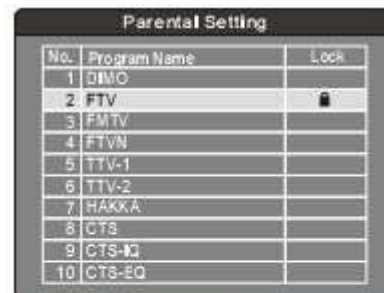 Parental Setting
No. Program Name Lock
1 DIMO
2 FTV
3 FMTV
4 FTVN
5 TTV-1
6 TTV-2
7 HAKKA
8 CTS
9 CTS-IQ
10 CTS-EQ